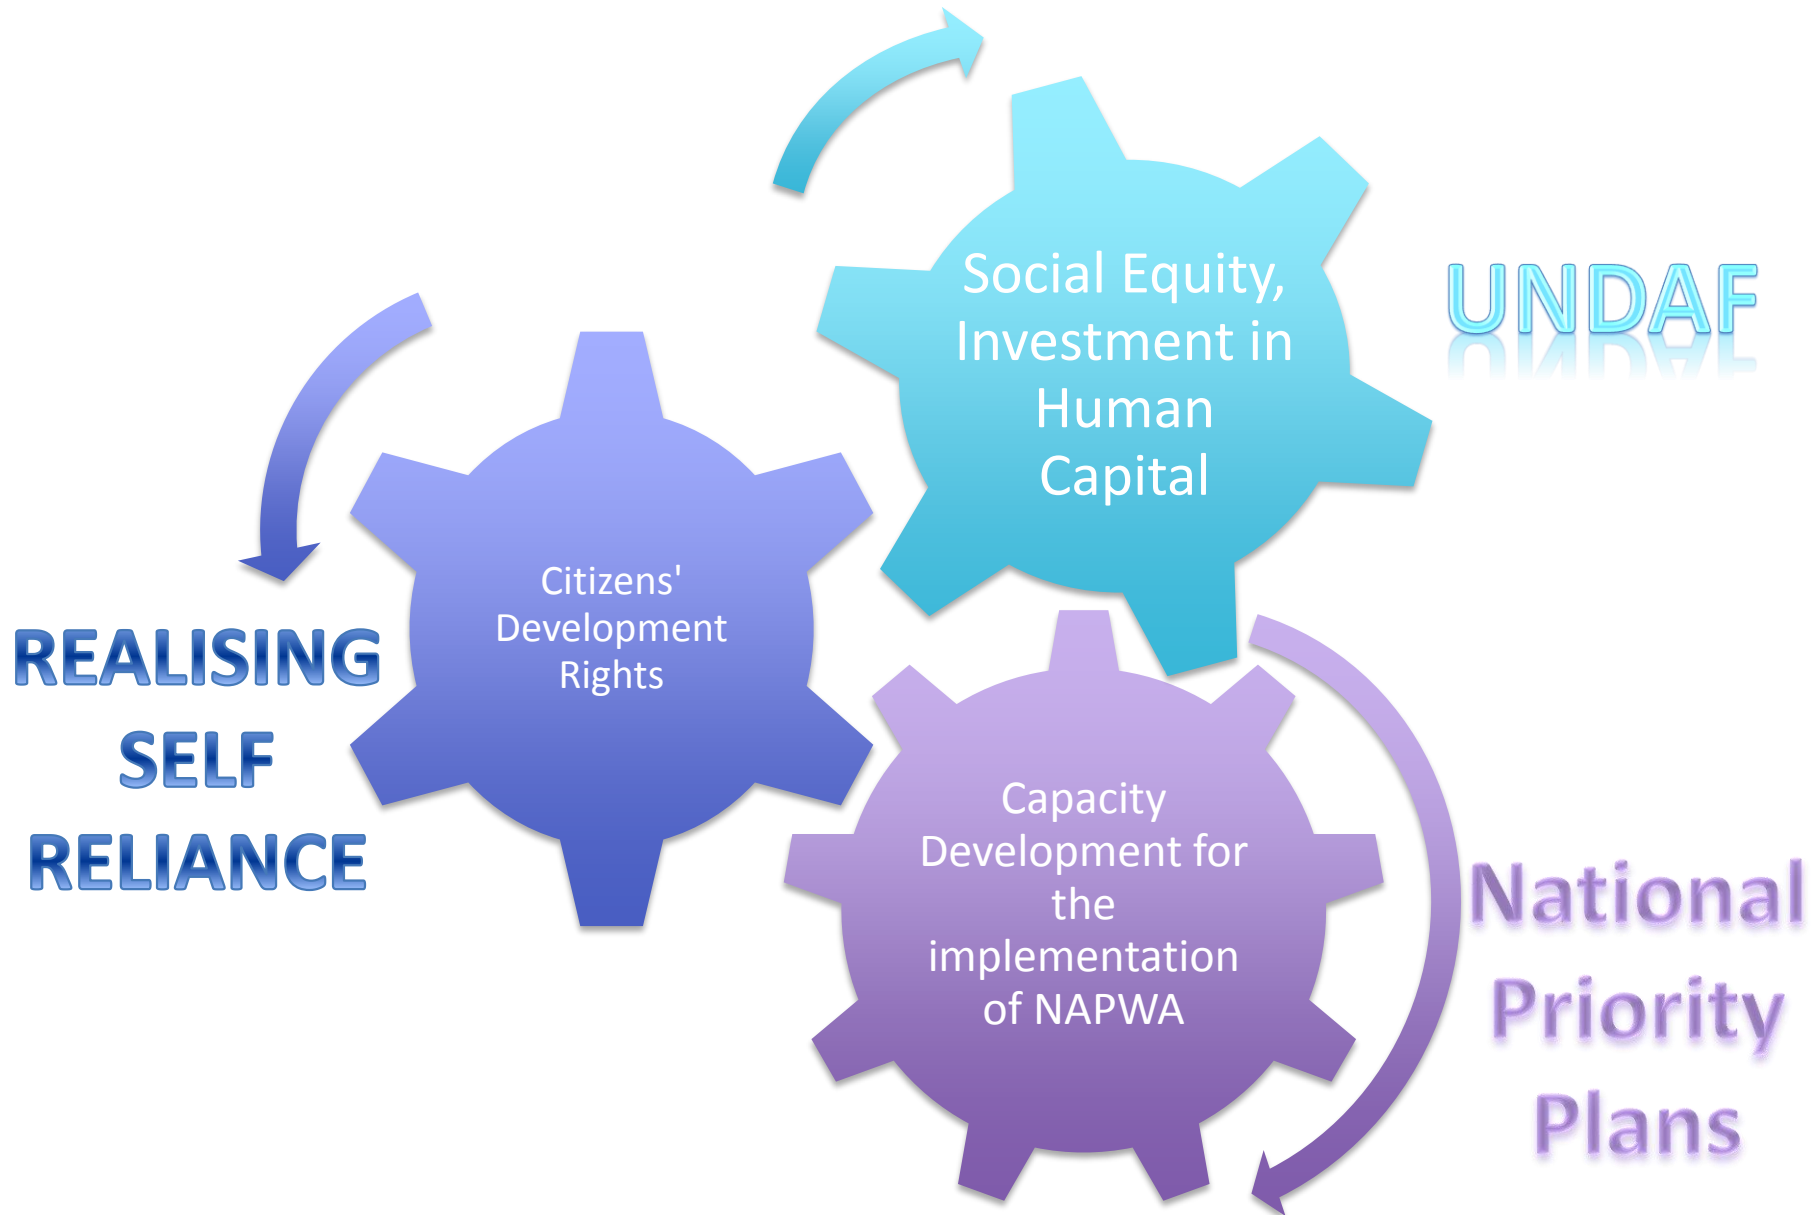 Social Equity,
Investment in
Human
Capital
UNDAF
Citizens'
Development
Rights
REALISING
SELF
RELIANCE
Capacity
Development for
the
implementation
of NAPWA
National
Priority
Plans